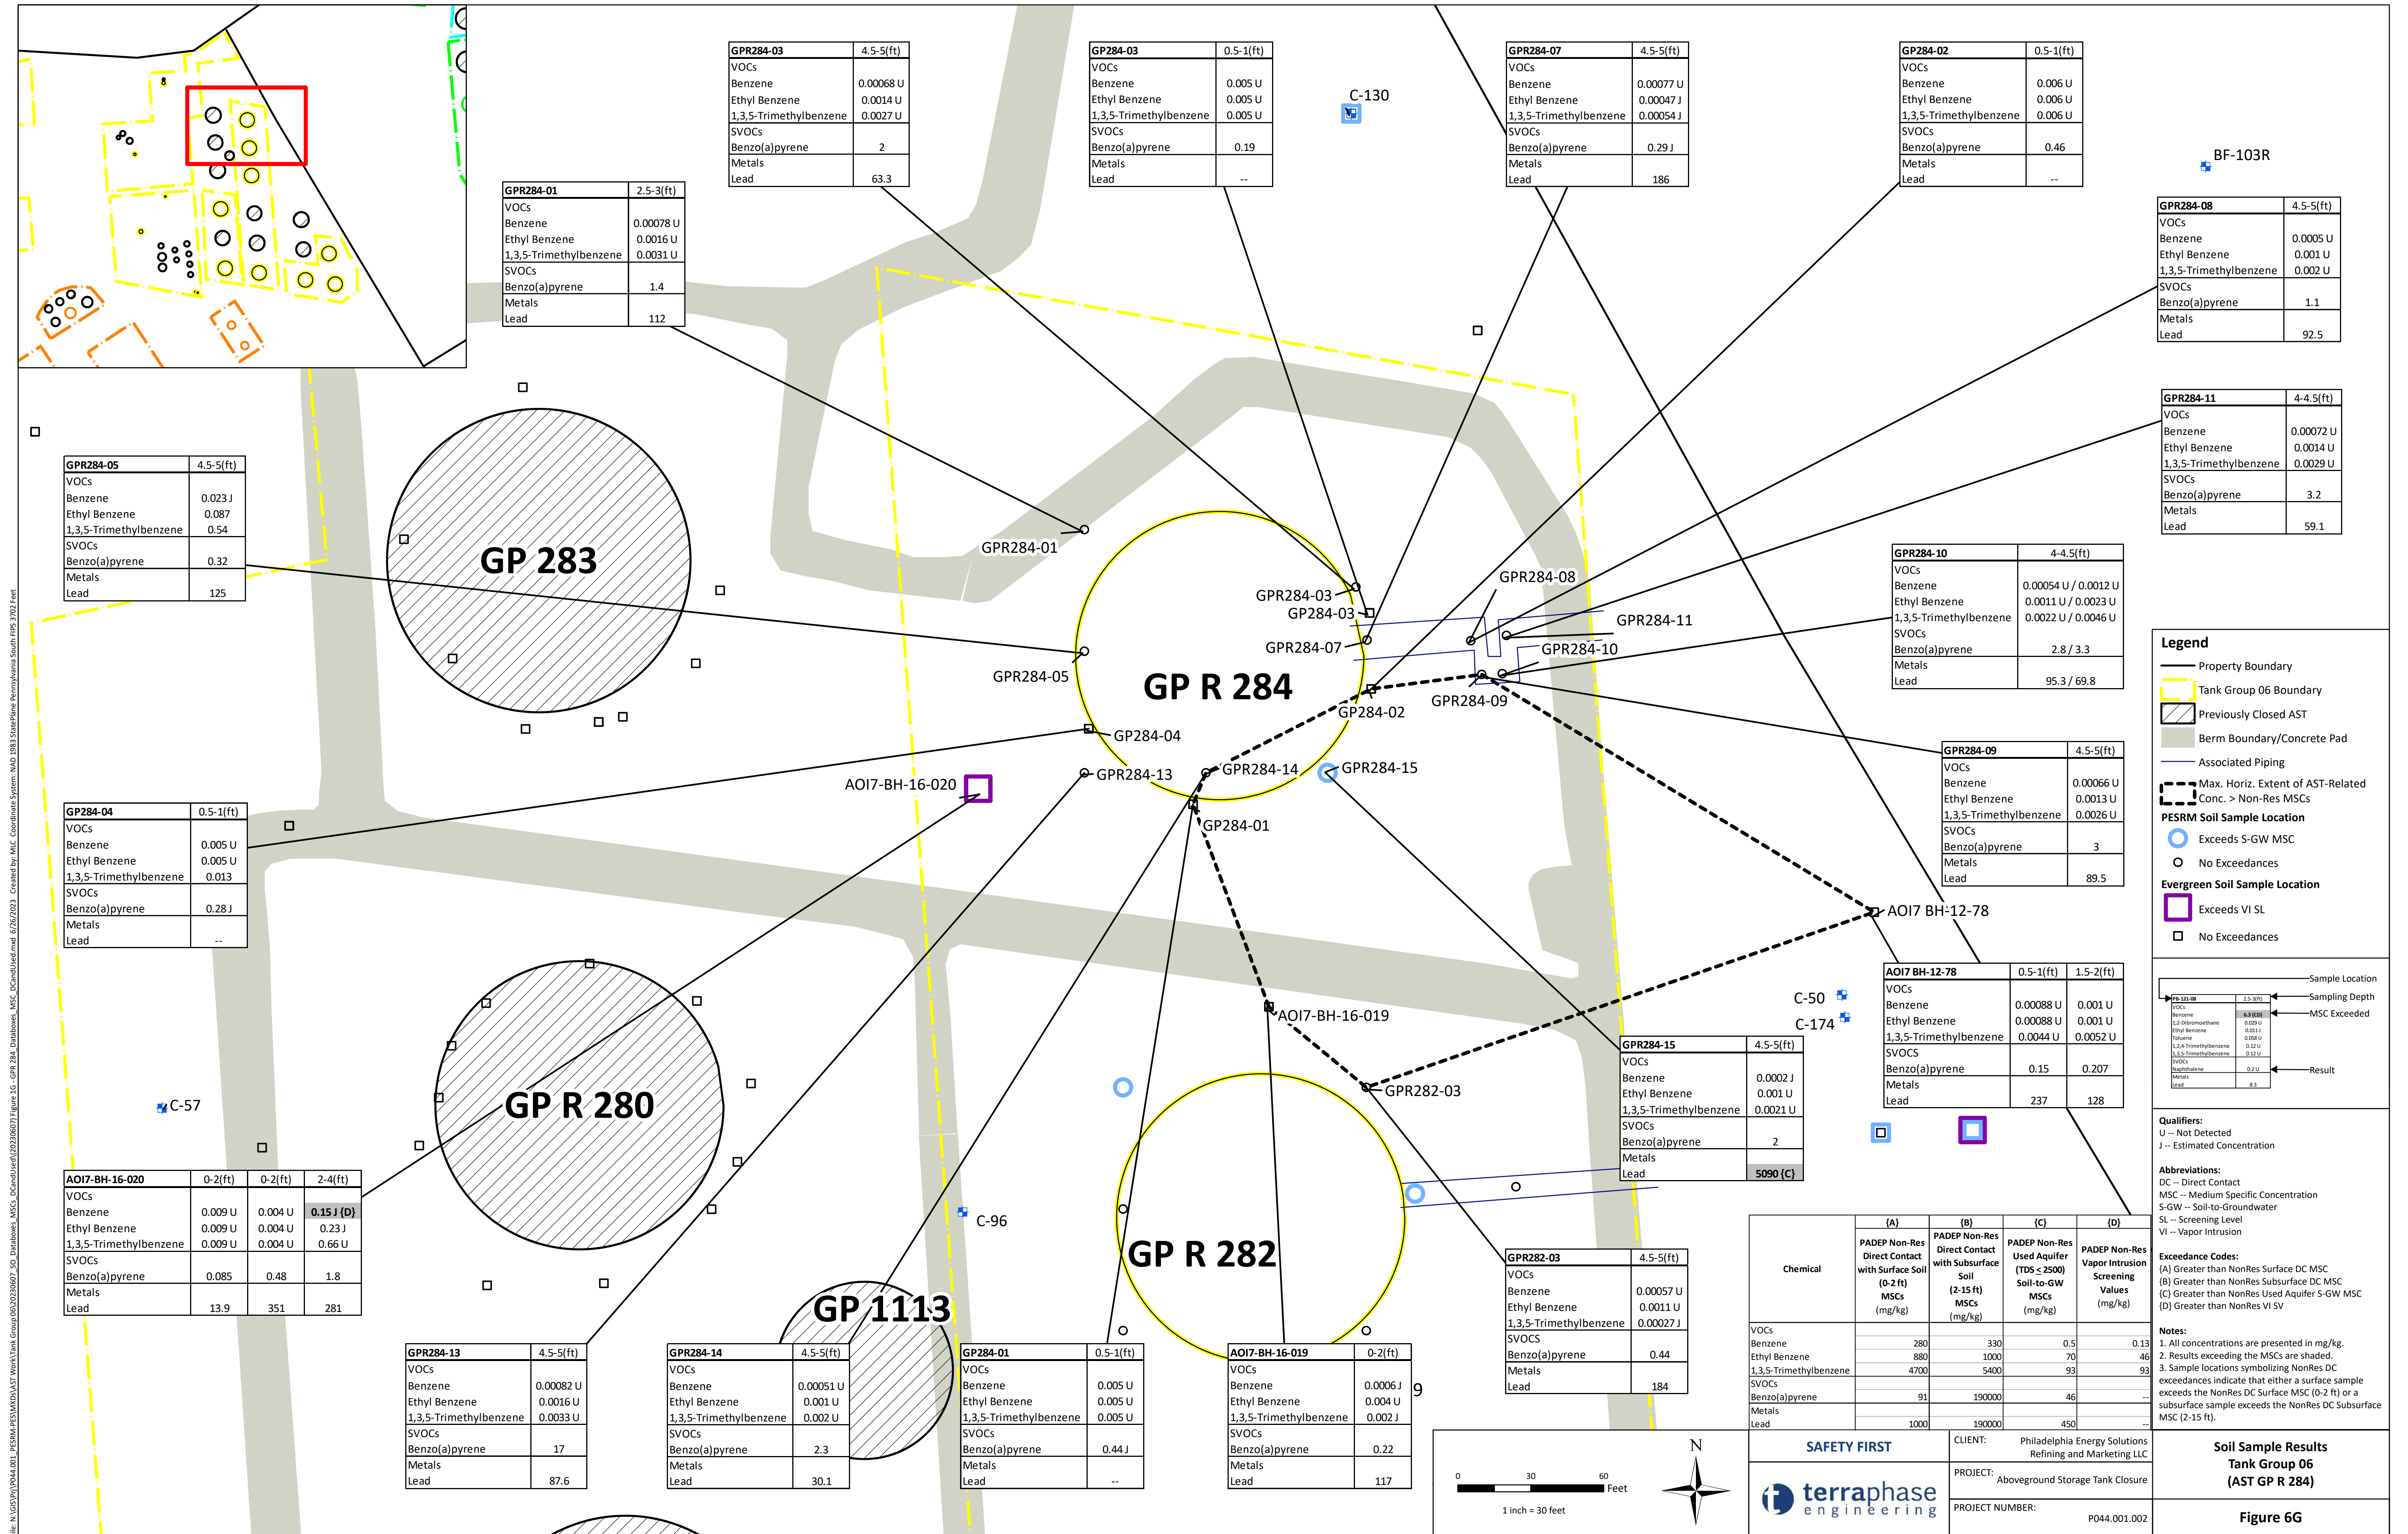 GPR284-03 4.5-5(ft)
VOCs
Benzene 0.00068 U
Ethyl Benzene 0.0014 U
1,3,5-Trimethylbenzene 0.0027 U
SVOCs
Benzo(a)pyrene 2
Metals
Lead 63.3
GP284-03 0.5-1(ft)
VOCs
Benzene 0.005 U
Ethyl Benzene 0.005 U
1,3,5-Trimethylbenzene 0.005 U
SVOCs
Benzo(a)pyrene 0.19
Metals
Lead --
C-130
GPR284-07 4.5-5(ft)
VOCs
Benzene 0.00077 U
Ethyl Benzene 0.00047 J
1,3,5-Trimethylbenzene 0.00054 J
SVOCs
Benzo(a)pyrene 0.29 J
Metals
Lead 186
GP284-02 0.5-1(ft)
VOCs
Benzene 0.006 U
Ethyl Benzene 0.006 U
1,3,5-Trimethylbenzene 0.006 U
SVOCs
Benzo(a)pyrene 0.46
Metals
Lead --
BF-103R
GPR284-01 2.5-3(ft)
VOCs
Benzene 0.00078 U
Ethyl Benzene 0.0016 U
1,3,5-Trimethylbenzene 0.0031 U
SVOCs
Benzo(a)pyrene 1.4
Metals
Lead 112
GPR284-08 4.5-5(ft)
VOCs
Benzene 0.0005 U
Ethyl Benzene 0.001 U
1,3,5-Trimethylbenzene 0.002 U
SVOCs
Benzo(a)pyrene 1.1
Metals
Lead 92.5
GPR284-11 4-4.5(ft)
VOCs
Benzene 0.00072 U
Ethyl Benzene 0.0014 U
1,3,5-Trimethylbenzene 0.0029 U
SVOCs
Benzo(a)pyrene 3.2
Metals
Lead 59.1
GPR284-05 4.5-5(ft)
VOCs
Benzene 0.023 J
Ethyl Benzene 0.087
1,3,5-Trimethylbenzene 0.54
SVOCs
Benzo(a)pyrene 0.32
Metals
Lead 125
GP 283
GPR284-01
GPR284-03
GP284-03
GPR284-07
GPR284-08
GPR284-11
GPR284-10
GPR284-09
GP284-02
GPR284-05
GP R 284
GP284-04
GPR284-13
GPR284-14
GPR284-15
AOI7-BH-16-020
GP284-01
GPR284-10 4-4.5(ft)
VOCs
Benzene 0.00054 U / 0.0012 U
Ethyl Benzene 0.0011 U / 0.0023 U
1,3,5-Trimethylbenzene 0.0022 U / 0.0046 U
SVOCs
Benzo(a)pyrene 2.8 / 3.3
Metals
Lead 95.3 / 69.8
GPR284-09 4.5-5(ft)
VOCs
Benzene 0.00066 U
Ethyl Benzene 0.0013 U
1,3,5-Trimethylbenzene 0.0026 U
SVOCs
Benzo(a)pyrene 3
Metals
Lead 89.5
GP284-04 0.5-1(ft)
VOCs
Benzene 0.005 U
Ethyl Benzene 0.005 U
1,3,5-Trimethylbenzene 0.013
SVOCs
Benzo(a)pyrene 0.28 J
Metals
Lead --
AOI7 BH-12-78
C-50
C-174
AOI7-BH-16-019
GPR282-03
GP R 280
C-57
C-96
GP R 282
GP 1113
9
AOI7 BH-12-78 0.5-1(ft) 1.5-2(ft)
VOCs
Benzene 0.00088 U 0.001 U
Ethyl Benzene 0.00088 U 0.001 U
1,3,5-Trimethylbenzene 0.0044 U 0.0052 U
SVOCS
Benzo(a)pyrene 0.15 0.207
Metals
Lead 237 128
GPR284-15 4.5-5(ft)
VOCs
Benzene 0.0002 J
Ethyl Benzene 0.001 U
1,3,5-Trimethylbenzene 0.0021 U
SVOCs
Benzo(a)pyrene 2
Metals
Lead 5090 {C}
AOI7-BH-16-020 0-2(ft) 0-2(ft) 2-4(ft)
VOCs
Benzene 0.009 U 0.004 U 0.15 J {D}
Ethyl Benzene 0.009 U 0.004 U 0.23 J
1,3,5-Trimethylbenzene 0.009 U 0.004 U 0.66 U
SVOCs
Benzo(a)pyrene 0.085 0.48 1.8
Metals
Lead 13.9 351 281
GPR282-03 4.5-5(ft)
VOCs
Benzene 0.00057 U
Ethyl Benzene 0.0011 U
1,3,5-Trimethylbenzene 0.00027 J
SVOCS
Benzo(a)pyrene 0.44
Metals
Lead 184
GPR284-13 4.5-5(ft)
VOCs
Benzene 0.00082 U
Ethyl Benzene 0.0016 U
1,3,5-Trimethylbenzene 0.0033 U
SVOCs
Benzo(a)pyrene 17
Metals
Lead 87.6
GPR284-14 4.5-5(ft)
VOCs
Benzene 0.00051 U
Ethyl Benzene 0.001 U
1,3,5-Trimethylbenzene 0.002 U
SVOCs
Benzo(a)pyrene 2.3
Metals
Lead 30.1
GP284-01 0.5-1(ft)
VOCs
Benzene 0.005 U
Ethyl Benzene 0.005 U
1,3,5-Trimethylbenzene 0.005 U
SVOCs
Benzo(a)pyrene 0.44 J
Metals
Lead --
AOI7-BH-16-019 0-2(ft)
VOCs
Benzene 0.0006 J
Ethyl Benzene 0.004 U
1,3,5-Trimethylbenzene 0.002 J
SVOCs
Benzo(a)pyrene 0.22
Metals
Lead 117
Legend
Property Boundary
Tank Group 06 Boundary
Previously Closed AST
Berm Boundary/Concrete Pad
Associated Piping
Max. Horiz. Extent of AST-Related
Conc. > Non-Res MSCs
PESRM Soil Sample Location
Exceeds S-GW MSC
No Exceedances
Evergreen Soil Sample Location
Exceeds VI SL
No Exceedances
Sample Location
Sampling Depth
MSC Exceeded
Result
PB-121-08 2.5-3(ft)
VOCs
Benzene 6.3 {CD}
1,2-Dibromoethane 0.029 U
Ethyl Benzene 0.011 J
Toluene 0.058 U
1,2,4-Trimethylbenzene 0.12 U
1,3,5-Trimethylbenzene 0.12 U
SVOCs
Naphthalene 0.2 U
Metals
Lead 8.3
Qualifiers:
U -- Not Detected
J -- Estimated Concentration
Abbreviations:
DC -- Direct Contact
MSC -- Medium Specific Concentration
S-GW -- Soil-to-Groundwater
SL -- Screening Level
VI -- Vapor Intrusion
Exceedance Codes:
{A} Greater than NonRes Surface DC MSC
{B} Greater than NonRes Subsurface DC MSC
{C} Greater than NonRes Used Aquifer S-GW MSC
{D} Greater than NonRes VI SV
Notes:
1. All concentrations are presented in mg/kg.
2. Results exceeding the MSCs are shaded.
3. Sample locations symbolizing NonRes DC
exceedances indicate that either a surface sample
exceeds the NonRes DC Surface MSC (0-2 ft) or a
subsurface sample exceeds the NonRes DC Subsurface
MSC (2-15 ft).
{A} {B} {C} {D}
Chemical
PADEP Non-Res
Direct Contact
with Surface Soil
(0-2 ft)
MSCs
(mg/kg)
PADEP Non-Res
Direct Contact
with Subsurface
Soil
(2-15 ft)
MSCs
(mg/kg)
PADEP Non-Res
Used Aquifer
(TDS ≤ 2500)
Soil-to-GW
MSCs
(mg/kg)
PADEP Non-Res
Vapor Intrusion
Screening
Values
(mg/kg)
VOCs
Benzene 280 330 0.5 0.13
Ethyl Benzene 880 1000 70 46
1,3,5-Trimethylbenzene 4700 5400 93 93
SVOCs
Benzo(a)pyrene 91 190000 46 --
Metals
Lead 1000 190000 450 --
0 30 60
Feet
1 inch = 30 feet
N
SAFETY FIRST
terraphase
engineering
CLIENT: Philadelphia Energy Solutions
Refining and Marketing LLC
PROJECT: Aboveground Storage Tank Closure
PROJECT NUMBER:
P044.001.002
Soil Sample Results
Tank Group 06
(AST GP R 284)
Figure 6G